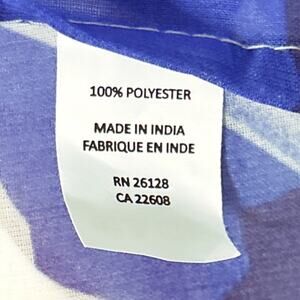 100% POLYESTER
MADE IN INDIA
FABRIQUE EN INDE
RN 26128
CA 22608